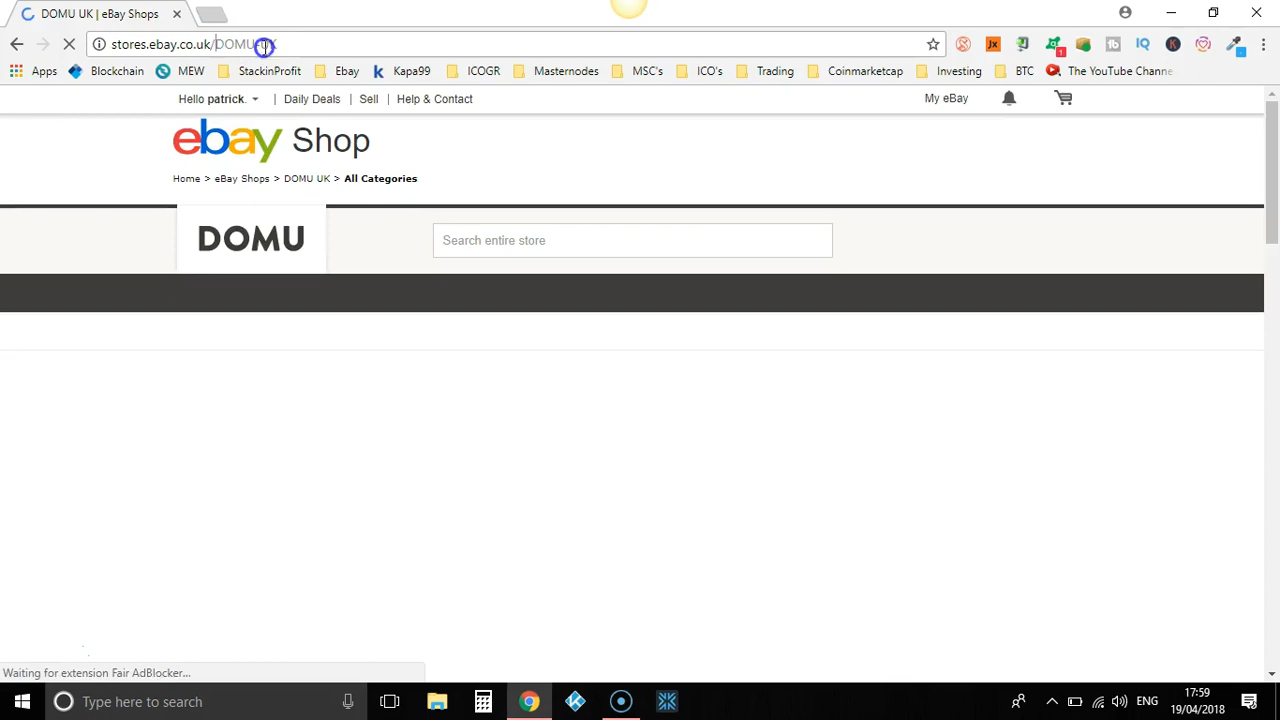 DOMU UK | eBay Shops
stores.ebay.co.uk/DOMU-UK
Apps Blockchain MEW StackinProfit Ebay Kapa99 ICOGR Masternodes MSC's ICO's Trading Coinmarketcap Investing BTC The YouTube Channe
Hello patrick. Daily Deals | Sell | Help & Contact My eBay
ebay Shop
Home > eBay Shops > DOMU UK > All Categories
DOMU Search entire store
Waiting for extension Fair AdBlocker...
Type here to search ENG 17:59
19/04/2018